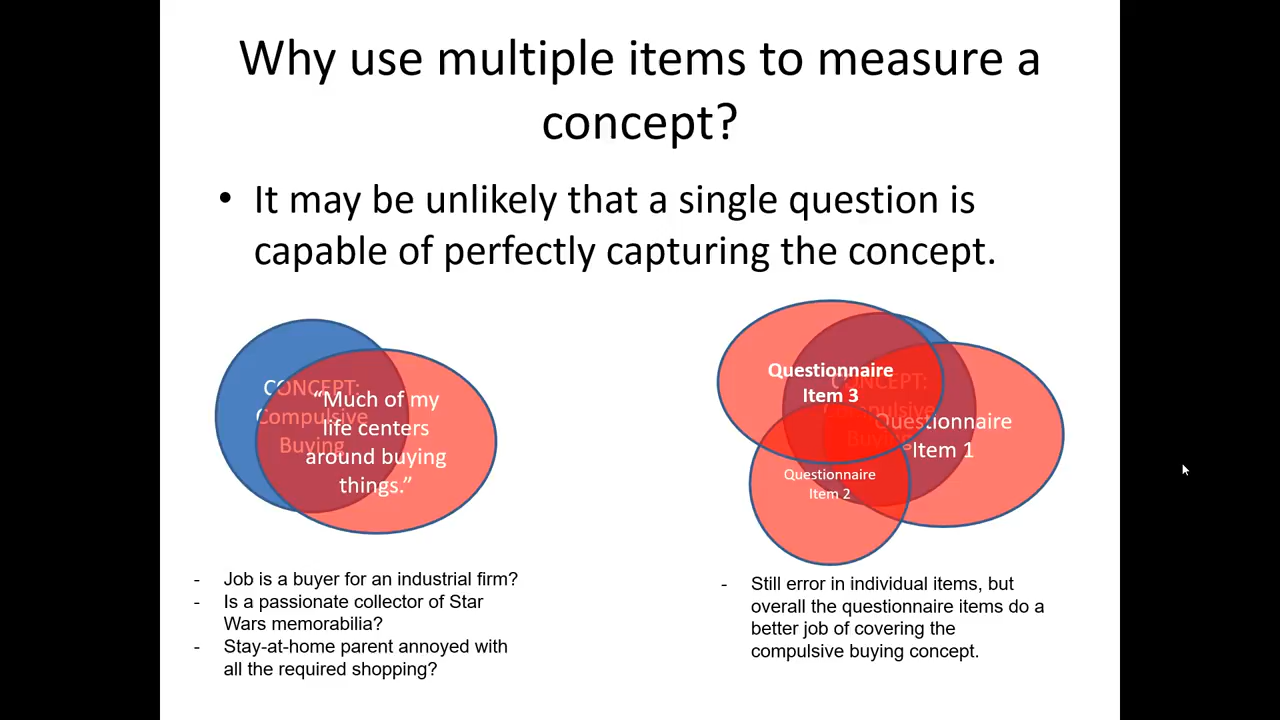 Why use multiple items to measure a
concept?
• It may be unlikely that a single question is
capable of perfectly capturing the concept.
CONCEPT:
Compulsive
Buying
“Much of my
life centers
around buying
things.”
- Job is a buyer for an industrial firm?
- Is a passionate collector of Star
Wars memorabilia?
- Stay-at-home parent annoyed with
all the required shopping?
CONCEPT:
Compulsive
Buying
Questionnaire
Item 3
Questionnaire
Item 1
Questionnaire
Item 2
- Still error in individual items, but
overall the questionnaire items do a
better job of covering the
compulsive buying concept.